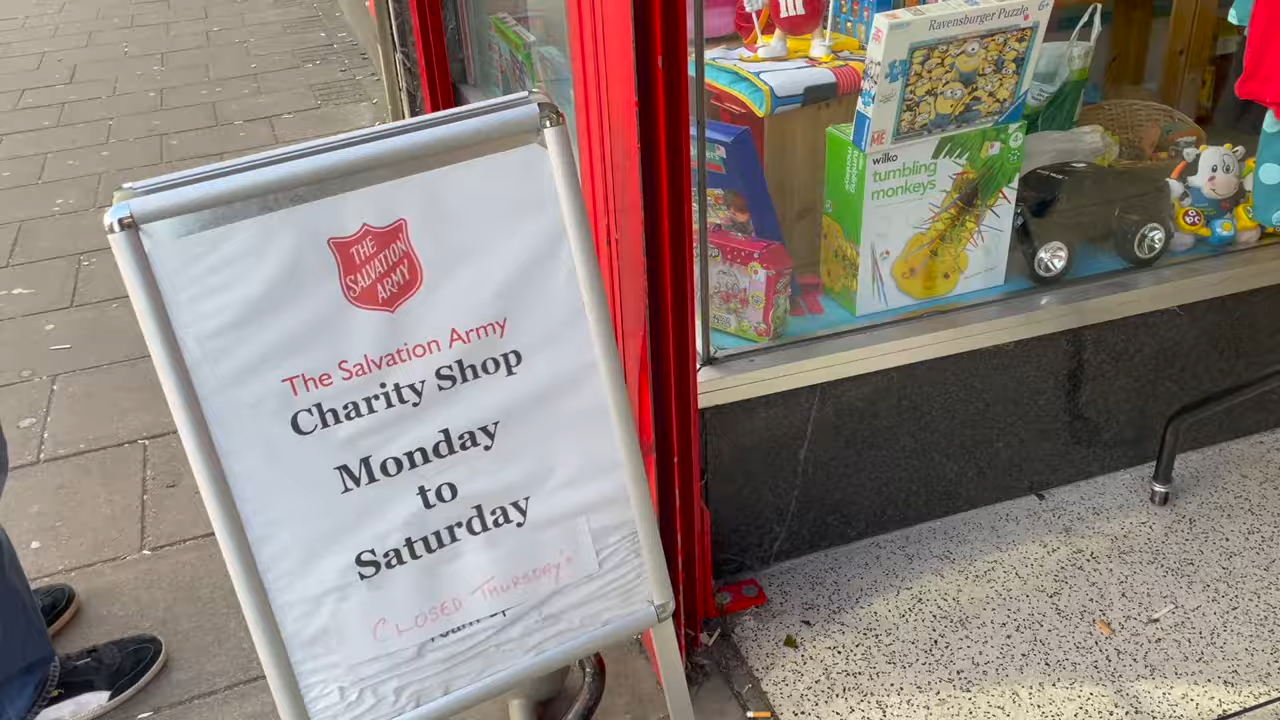 THE
SALVATION
ARMY
The Salvation Army
Charity Shop
Monday
to
Saturday
CLOSED THURSDAY'S
Ravensburger Puzzle
6+
ME
wilko
tumbling
monkeys
m